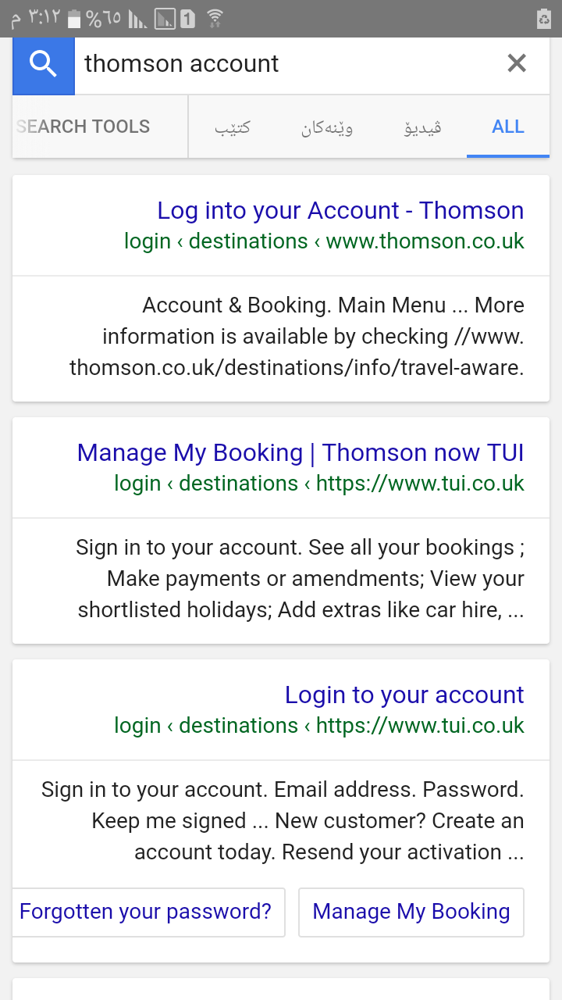 م ٣:١٢ %٦٥ 1
thomson account
ALL ڤیدیۆ وێنەکان کتێب SEARCH TOOLS
Log into your Account - Thomson
login ‹ destinations ‹ www.thomson.co.uk
Account & Booking. Main Menu ... More
information is available by checking //www.
thomson.co.uk/destinations/info/travel-aware.
Manage My Booking | Thomson now TUI
login ‹ destinations ‹ https://www.tui.co.uk
Sign in to your account. See all your bookings ;
Make payments or amendments; View your
shortlisted holidays; Add extras like car hire, ...
Login to your account
login ‹ destinations ‹ https://www.tui.co.uk
Sign in to your account. Email address. Password.
Keep me signed ... New customer? Create an
account today. Resend your activation ...
Forgotten your password? Manage My Booking